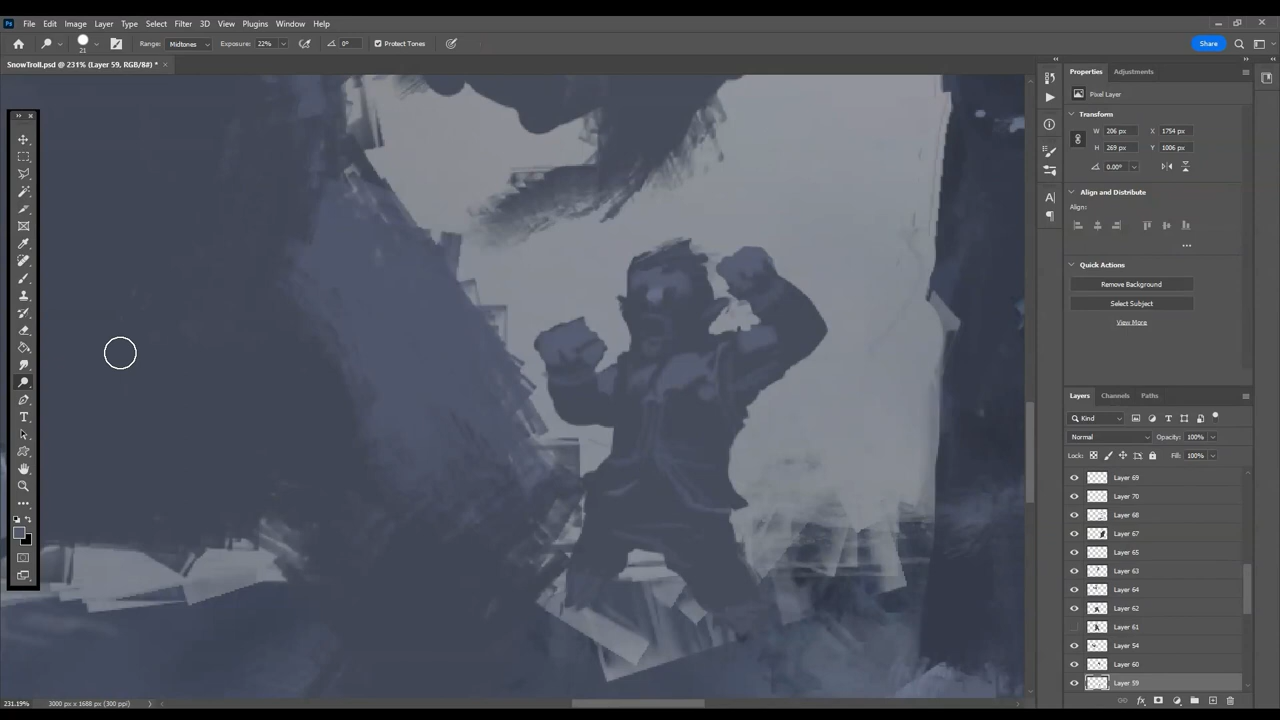 Ps File Edit Image Layer Type Select Filter 3D View Plugins Window Help
21 Range: Midtones Exposure: 22% 0° Protect Tones Share
SnowTroll.psd @ 231% (Layer 59, RGB/8#) *
Properties Adjustments
Pixel Layer
Transform
W 206 px X 1754 px
H 269 px Y 1006 px
0.00°
Align and Distribute
Align:
Quick Actions
Remove Background
Select Subject
View More
Layers Channels Paths
Kind
Normal Opacity: 100%
Lock: Fill: 100%
Layer 69
Layer 70
Layer 68
Layer 67
Layer 65
Layer 63
Layer 64
Layer 62
Layer 61
Layer 54
Layer 60
Layer 59
231.19% 3000 px x 1688 px (300 ppi)